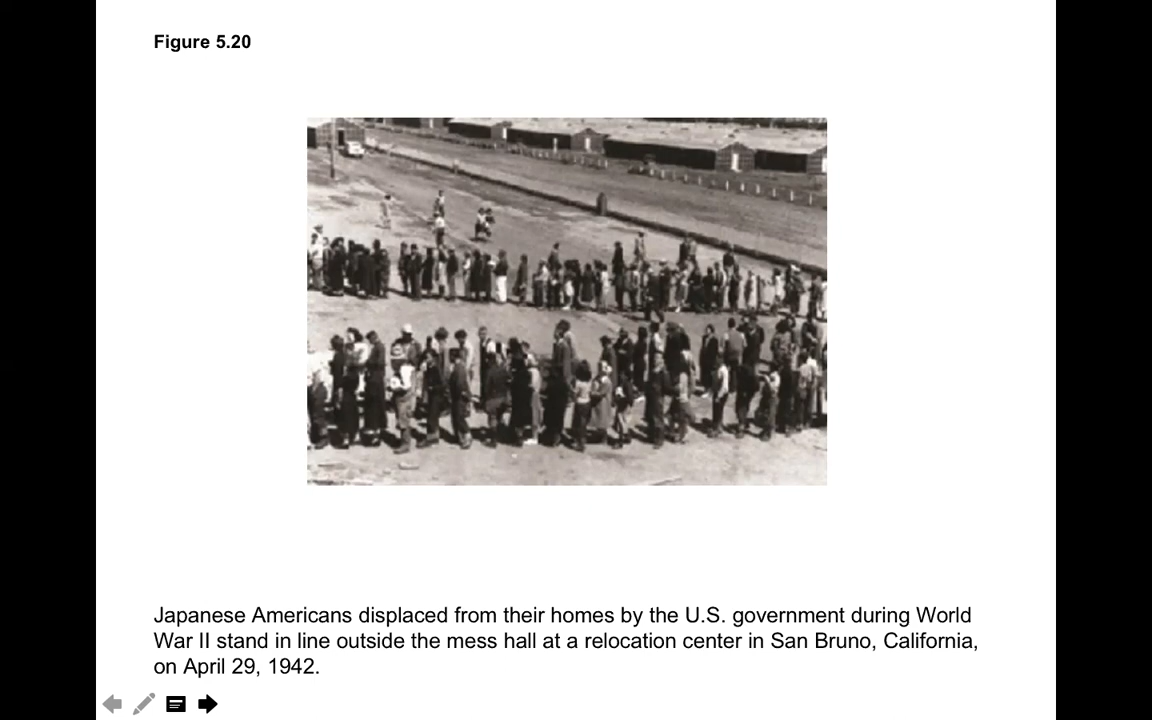 Figure 5.20
Japanese Americans displaced from their homes by the U.S. government during World
War II stand in line outside the mess hall at a relocation center in San Bruno, California,
on April 29, 1942.